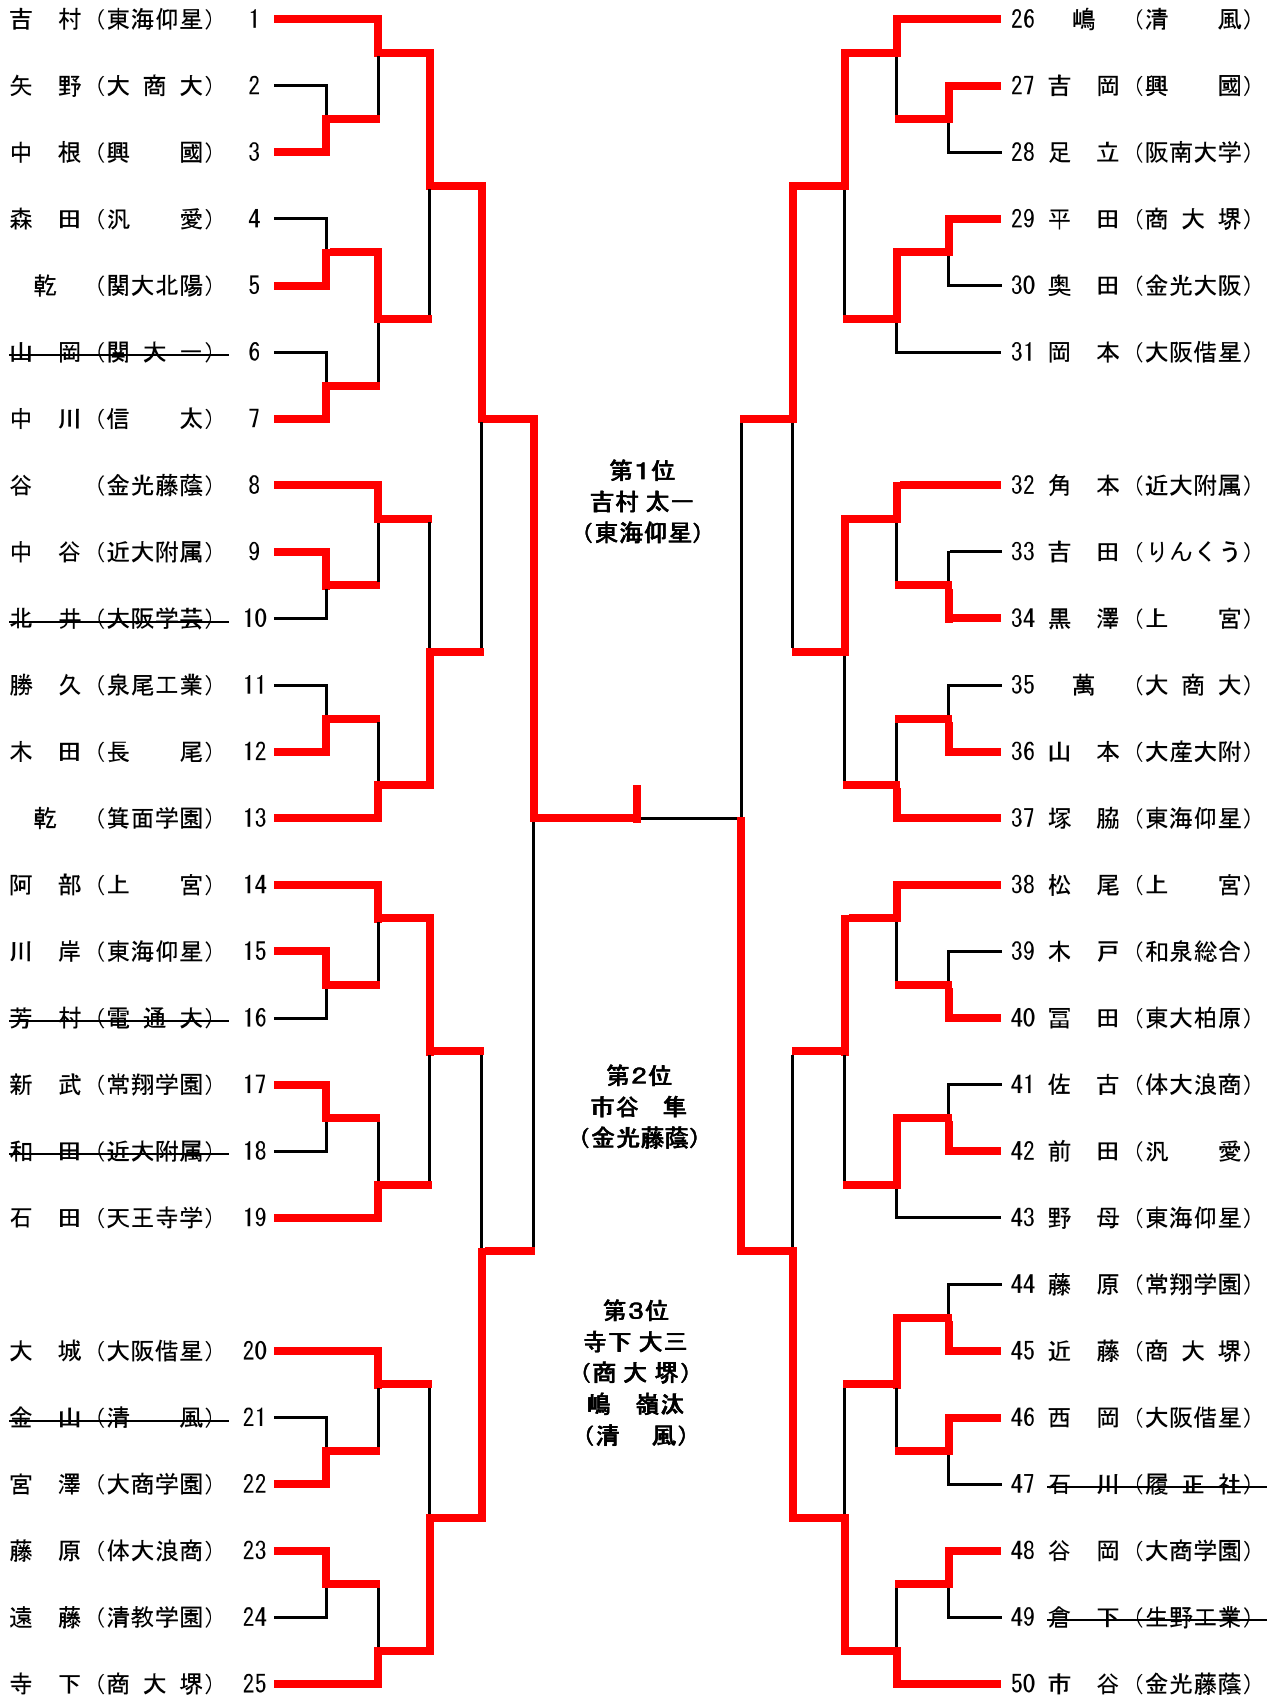 吉 村 (東海仰星) 1
矢 野 (大 商 大) 2
中 根 (興 國) 3
森 田 (汎 愛) 4
乾 (関大北陽) 5
山 岡 (関 大 一) 6
中 川 (信 太) 7
谷 (金光藤蔭) 8
中 谷 (近大附属) 9
北 井 (大阪学芸) 10
勝 久 (泉尾工業) 11
木 田 (長 尾) 12
乾 (箕面学園) 13
阿 部 (上 宮) 14
川 岸 (東海仰星) 15
芳 村 (電 通 大) 16
新 武 (常翔学園) 17
和 田 (近大附属) 18
石 田 (天王寺学) 19
大 城 (大阪偕星) 20
金 山 (清 風) 21
宮 澤 (大商学園) 22
藤 原 (体大浪商) 23
遠 藤 (清教学園) 24
寺 下 (商 大 堺) 25
第1位
吉村 太一
(東海仰星)
第2位
市谷 隼
(金光藤蔭)
第3位
寺下 大三
(商 大 堺)
嶋 嶺汰
(清 風)
26 嶋 (清 風)
27 吉 岡 (興 國)
28 足 立 (阪南大学)
29 平 田 (商 大 堺)
30 奥 田 (金光大阪)
31 岡 本 (大阪偕星)
32 角 本 (近大附属)
33 吉 田 (りんくう)
34 黒 澤 (上 宮)
35 萬 (大 商 大)
36 山 本 (大産大附)
37 塚 脇 (東海仰星)
38 松 尾 (上 宮)
39 木 戸 (和泉総合)
40 冨 田 (東大柏原)
41 佐 古 (体大浪商)
42 前 田 (汎 愛)
43 野 母 (東海仰星)
44 藤 原 (常翔学園)
45 近 藤 (商 大 堺)
46 西 岡 (大阪偕星)
47 石 川 (履 正 社)
48 谷 岡 (大商学園)
49 倉 下 (生野工業)
50 市 谷 (金光藤蔭)